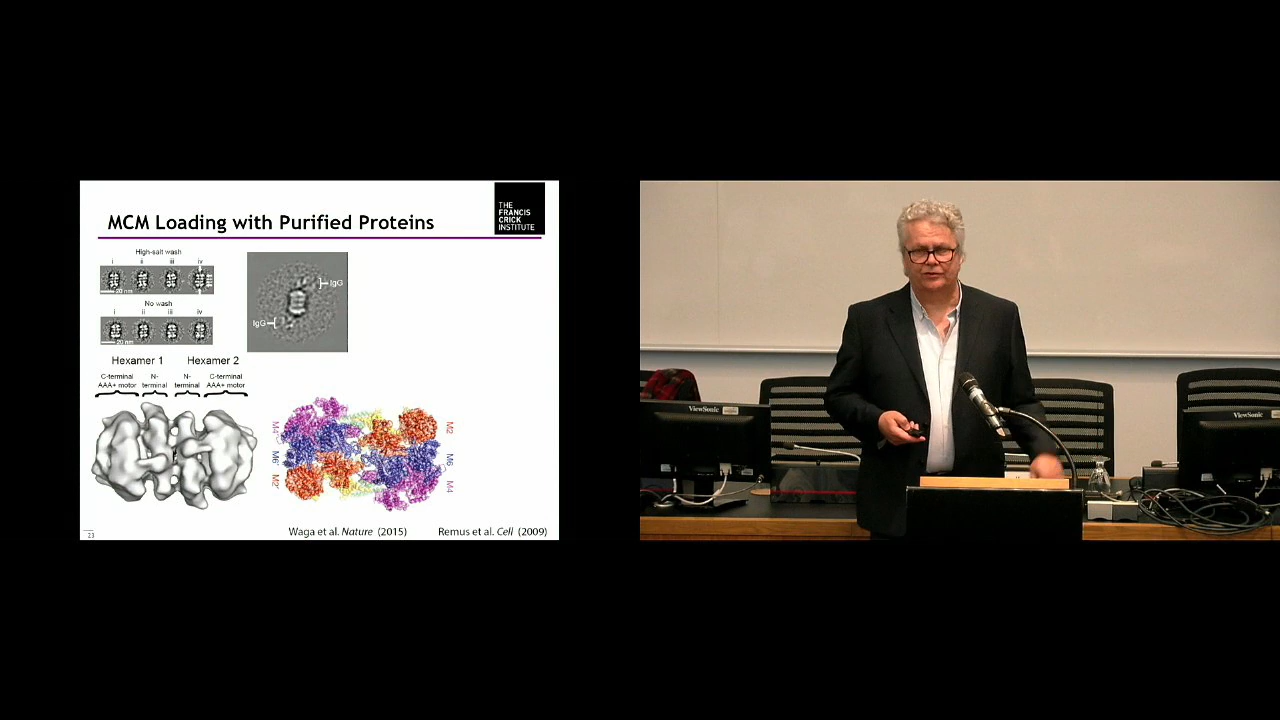 THE
FRANCIS
CRICK
INSTITUTE
MCM Loading with Purified Proteins
High-salt wash
i ii iii iv
20 nm
No wash
i ii iii iv
20 nm
IgG
IgG
Hexamer 1 Hexamer 2
C-terminal
AAA+ motor
N-
terminal
N-
terminal
C-terminal
AAA+ motor
M4'
M6'
M2'
M2
M6
M4
Waga et al. Nature (2015) Remus et al. Cell (2009)
23
ViewSonic
ViewSonic